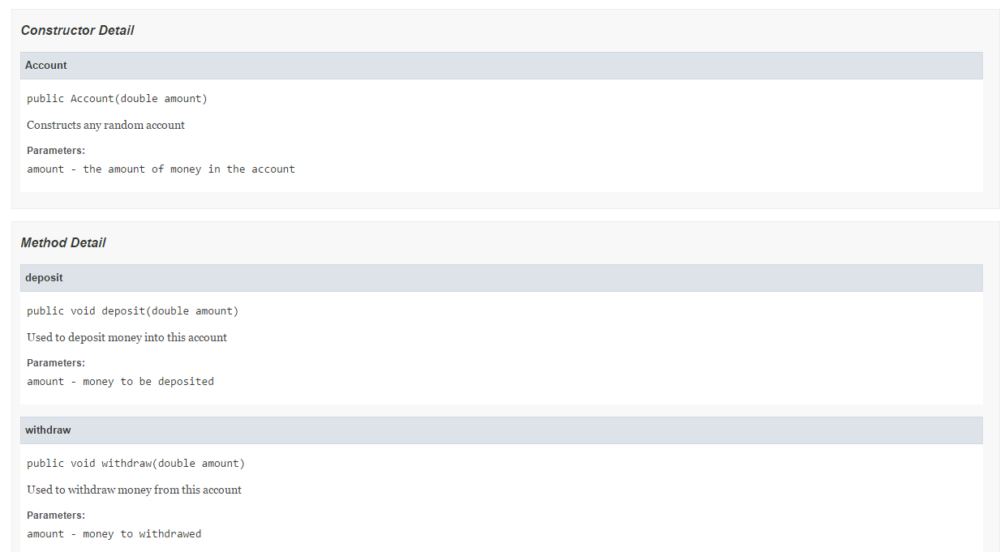 Constructor Detail
Account
public Account(double amount)
Constructs any random account
Parameters:
amount - the amount of money in the account
Method Detail
deposit
public void deposit(double amount)
Used to deposit money into this account
Parameters:
amount - money to be deposited
withdraw
public void withdraw(double amount)
Used to withdraw money from this account
Parameters:
amount - money to withdrawed